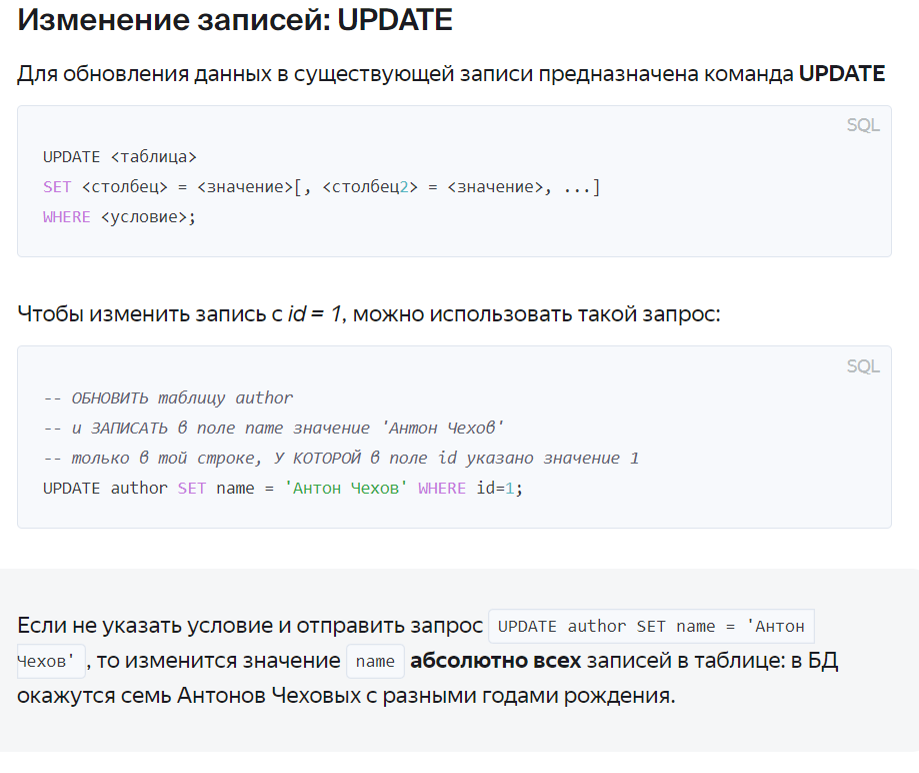 Изменение записей: UPDATE
Для обновления данных в существующей записи предназначена команда UPDATE
SQL
UPDATE <таблица>
SET <столбец> = <значение>[, <столбец2> = <значение>, ...]
WHERE <условие>;
Чтобы изменить запись с id = 1, можно использовать такой запрос:
SQL
-- ОБНОВИТЬ таблицу author
-- и ЗАПИСАТЬ в поле name значение 'Антон Чехов'
-- только в той строке, У КОТОРОЙ в поле id указано значение 1
UPDATE author SET name = 'Антон Чехов' WHERE id=1;
Если не указать условие и отправить запрос UPDATE author SET name = 'Антон
Чехов' , то изменится значение name абсолютно всех записей в таблице: в БД
окажутся семь Антонов Чеховых с разными годами рождения.